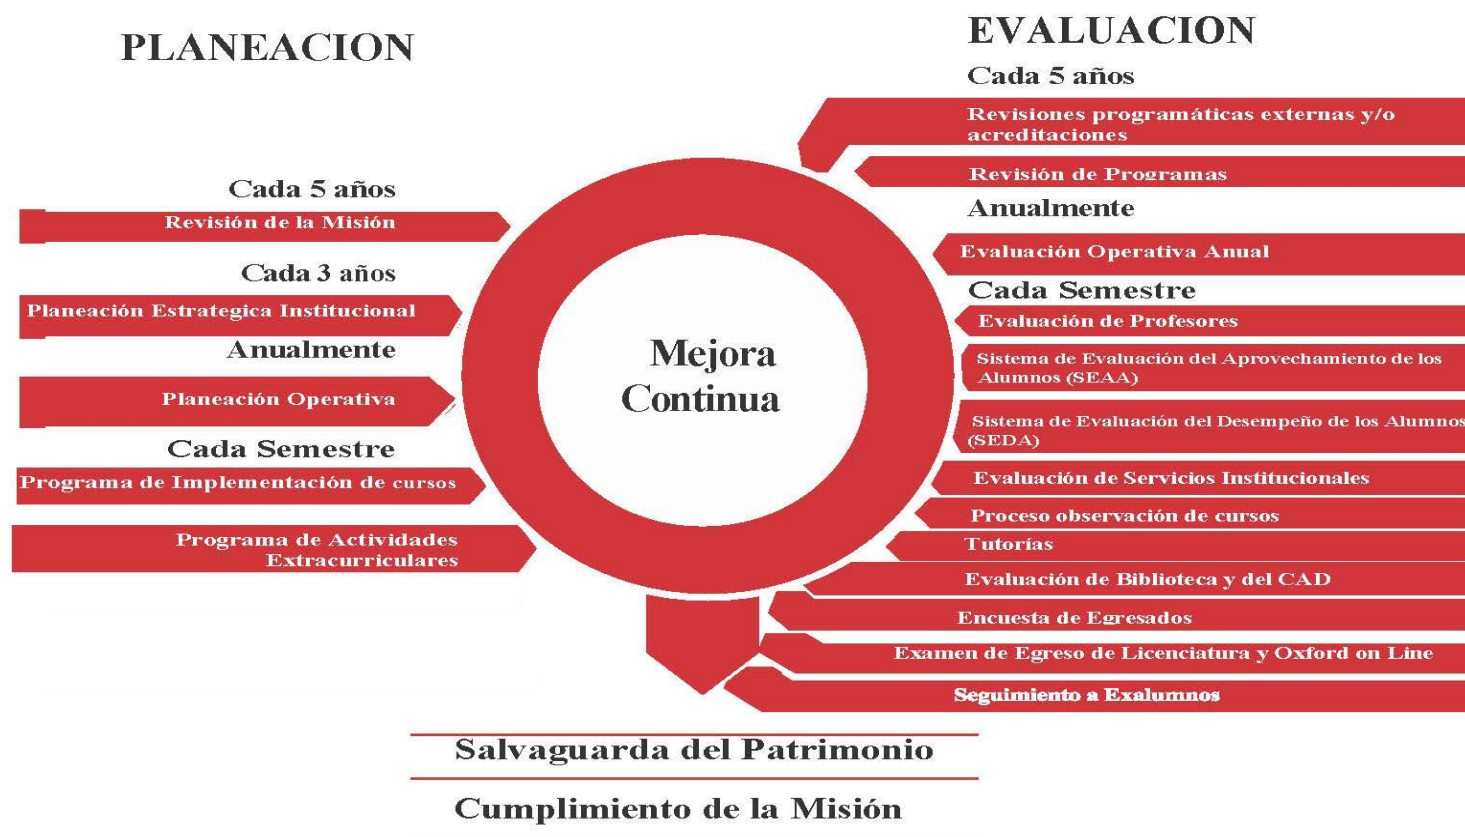 PLANEACION
Cada 5 años
Revisión de la Misión
Cada 3 años
Planeación Estrategica Institucional
Anualmente
Planeación Operativa
Cada Semestre
Programa de Implementación de cursos
Programa de Actividades
Extracurriculares
Mejora
Continua
EVALUACION
Cada 5 años
Revisiones programáticas externas y/o
acreditaciones
Revisión de Programas
Anualmente
Evaluación Operativa Anual
Cada Semestre
Evaluación de Profesores
Sistema de Evaluación del Aprovechamiento de los
Alumnos (SEAA)
Sistema de Evaluación del Desempeño de los Alumnos
(SEDA)
Evaluación de Servicios Institucionales
Proceso observación de cursos
Tutorías
Evaluación de Biblioteca y del CAD
Encuesta de Egresados
Examen de Egreso de Licenciatura y Oxford on Line
Seguimiento a Exalumnos
Salvaguarda del Patrimonio
Cumplimiento de la Misión